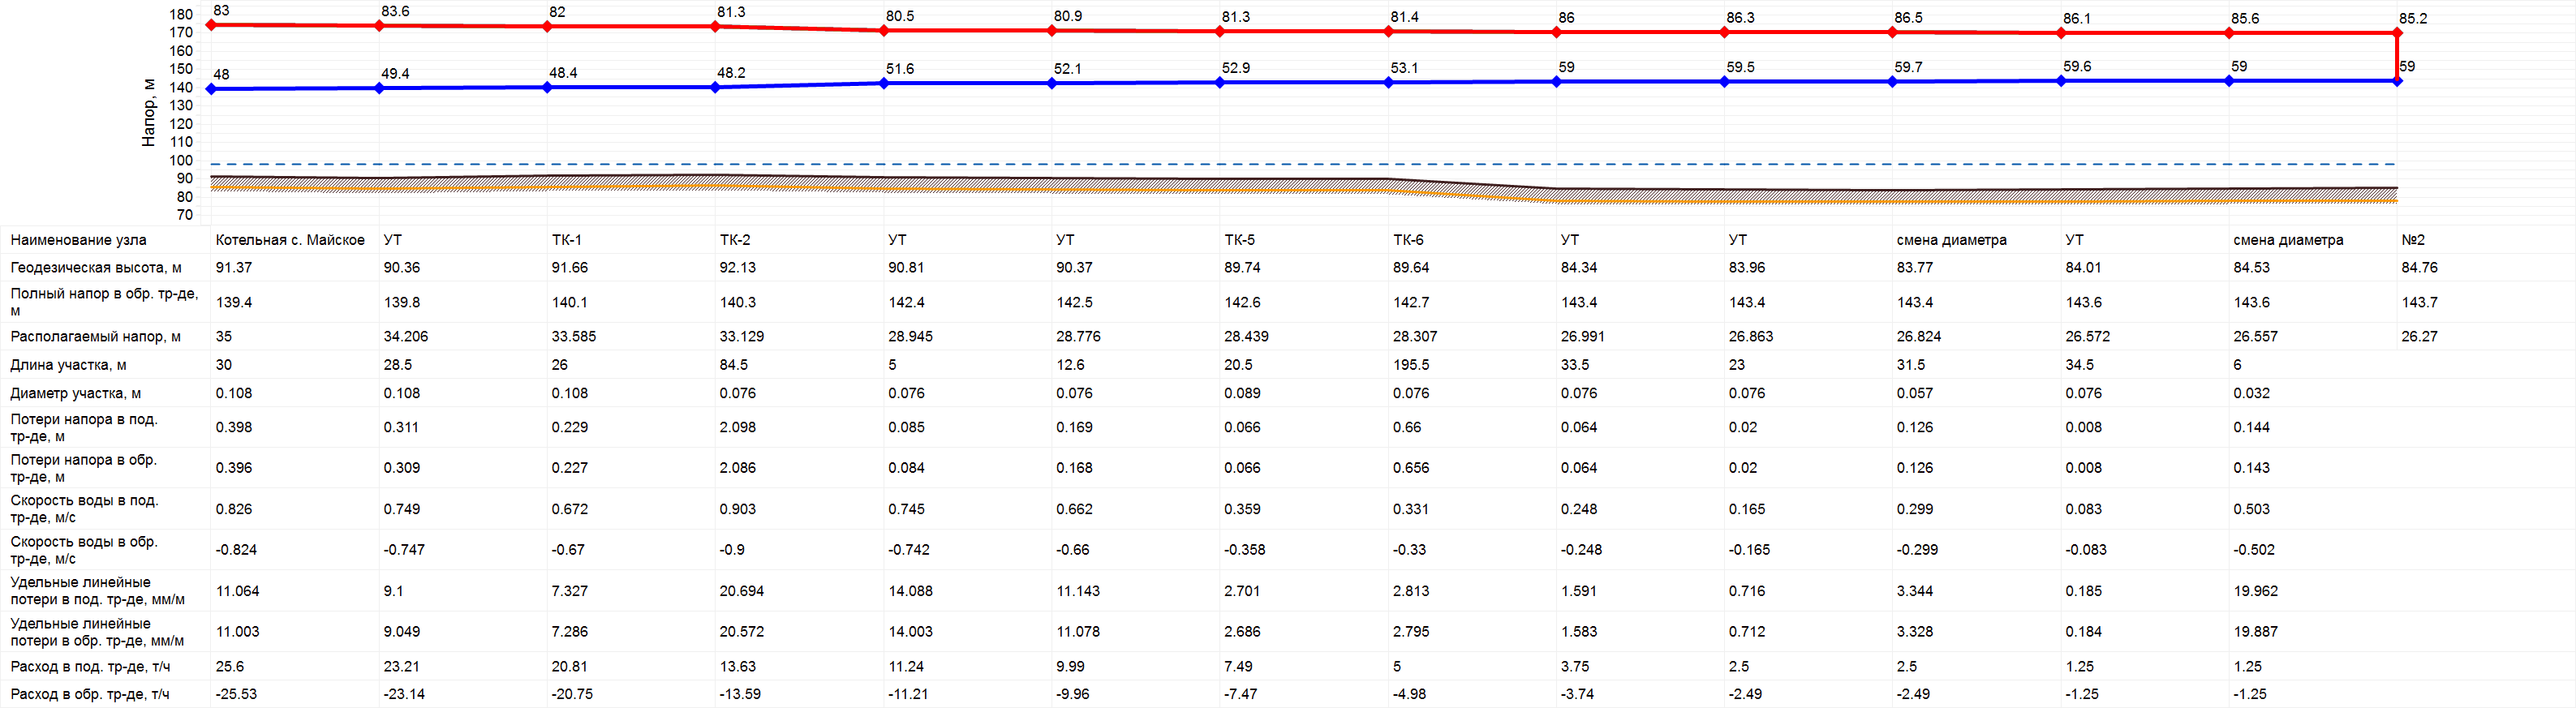 180
170
160
150
140
130
120
110
100
90
80
70
Напор, м
83 83.6 82 81.3 80.5 80.9 81.3 81.4 86 86.3 86.5 86.1 85.6 85.2
48 49.4 48.4 48.2 51.6 52.1 52.9 53.1 59 59.5 59.7 59.6 59 59
Наименование узла Котельная с. Майское УТ ТК-1 ТК-2 УТ УТ ТК-5 ТК-6 УТ УТ смена диаметра УТ смена диаметра №2
Геодезическая высота, м 91.37 90.36 91.66 92.13 90.81 90.37 89.74 89.64 84.34 83.96 83.77 84.01 84.53 84.76
Полный напор в обр. тр-де,
м 139.4 139.8 140.1 140.3 142.4 142.5 142.6 142.7 143.4 143.4 143.4 143.6 143.6 143.7
Располагаемый напор, м 35 34.206 33.585 33.129 28.945 28.776 28.439 28.307 26.991 26.863 26.824 26.572 26.557 26.27
Длина участка, м 30 28.5 26 84.5 5 12.6 20.5 195.5 33.5 23 31.5 34.5 6
Диаметр участка, м 0.108 0.108 0.108 0.076 0.076 0.076 0.089 0.076 0.076 0.076 0.057 0.076 0.032
Потери напора в под.
тр-де, м 0.398 0.311 0.229 2.098 0.085 0.169 0.066 0.66 0.064 0.02 0.126 0.008 0.144
Потери напора в обр.
тр-де, м 0.396 0.309 0.227 2.086 0.084 0.168 0.066 0.656 0.064 0.02 0.126 0.008 0.143
Скорость воды в под.
тр-де, м/с 0.826 0.749 0.672 0.903 0.745 0.662 0.359 0.331 0.248 0.165 0.299 0.083 0.503
Скорость воды в обр.
тр-де, м/с -0.824 -0.747 -0.67 -0.9 -0.742 -0.66 -0.358 -0.33 -0.248 -0.165 -0.299 -0.083 -0.502
Удельные линейные
потери в под. тр-де, мм/м 11.064 9.1 7.327 20.694 14.088 11.143 2.701 2.813 1.591 0.716 3.344 0.185 19.962
Удельные линейные
потери в обр. тр-де, мм/м 11.003 9.049 7.286 20.572 14.003 11.078 2.686 2.795 1.583 0.712 3.328 0.184 19.887
Расход в под. тр-де, т/ч 25.6 23.21 20.81 13.63 11.24 9.99 7.49 5 3.75 2.5 2.5 1.25 1.25
Расход в обр. тр-де, т/ч -25.53 -23.14 -20.75 -13.59 -11.21 -9.96 -7.47 -4.98 -3.74 -2.49 -2.49 -1.25 -1.25